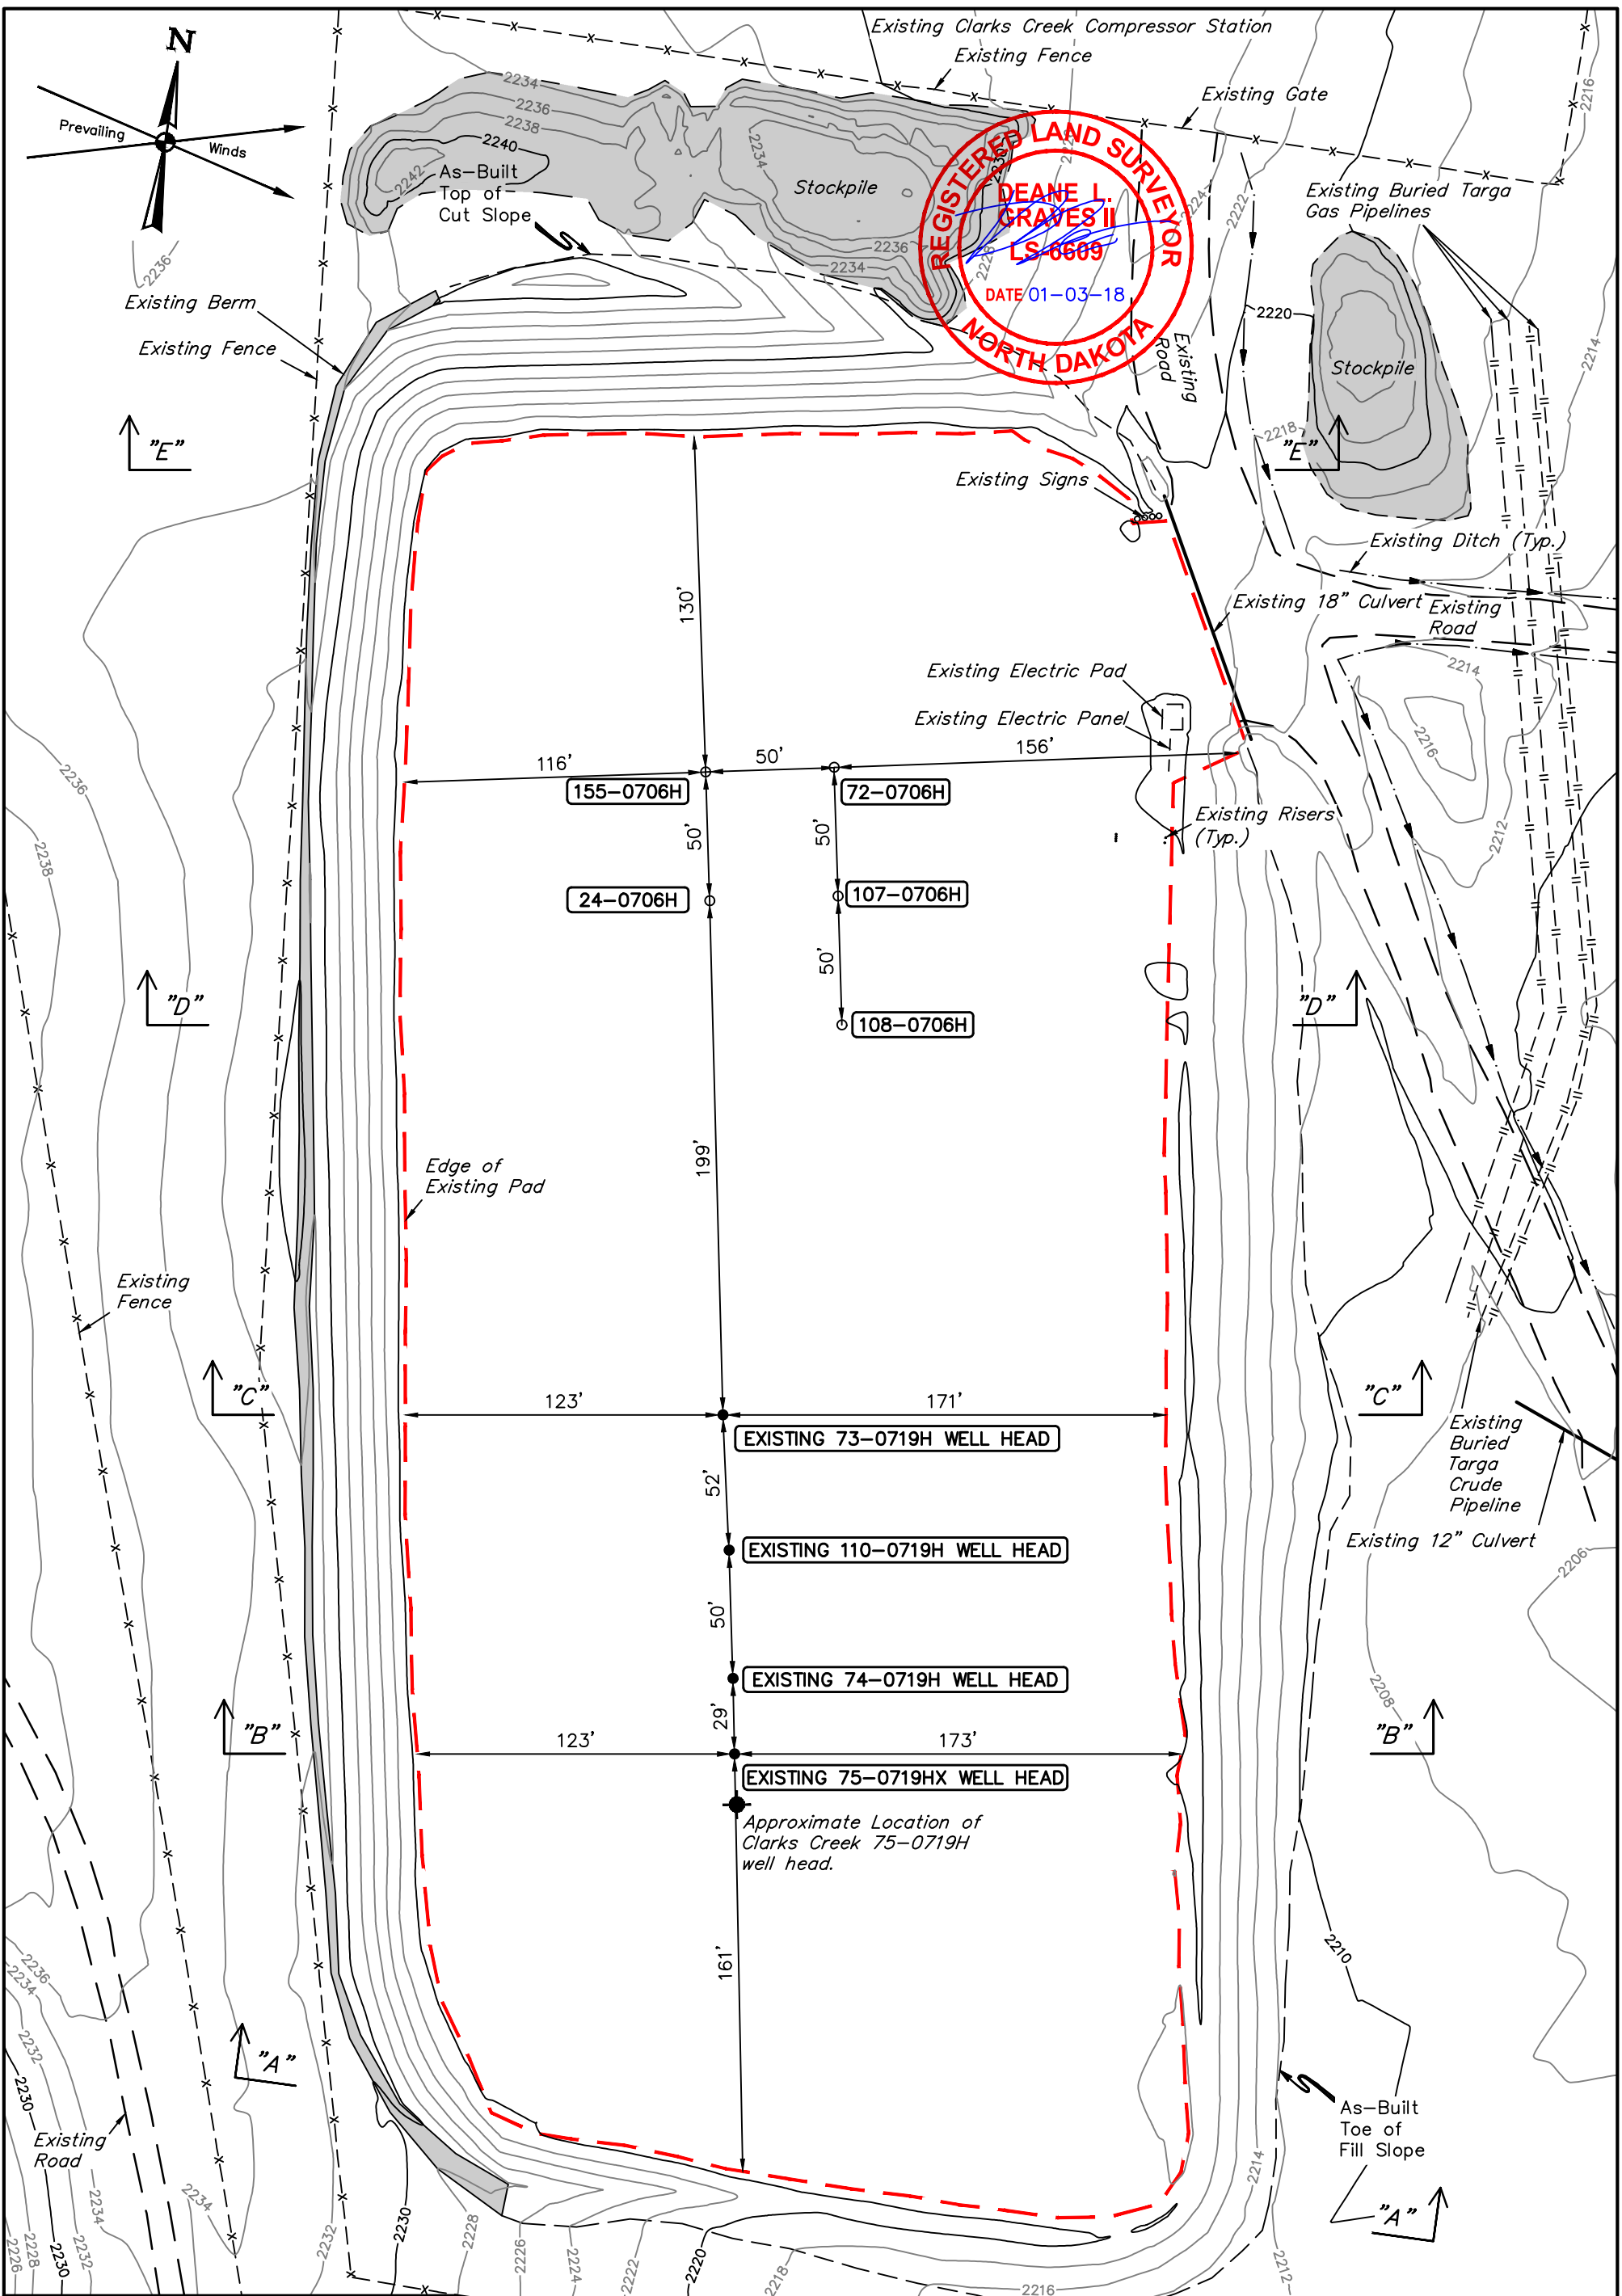 N
Prevailing
Winds
Existing Clarks Creek Compressor Station
Existing Fence
Existing Gate
2234
2236
2238
2240
2242
As-Built
Top of
Cut Slope
2234
Stockpile
2236
2234
2230
2228
2228
REGISTERED LAND SURVEYOR
DEANE L.
GRAVES II
LS-6609
DATE 01-03-18
NORTH DAKOTA
2224
2222
2216
Existing Buried Targa
Gas Pipelines
2236
Existing Berm
Existing Fence
2220
2214
Existing
Road
Stockpile
"E"
2218
"E"
Existing Signs
Existing Ditch (Typ.)
130'
Existing 18" Culvert
Existing
Road
2214
Existing Electric Pad
Existing Electric Panel
2216
116'
50'
156'
2236
155-0706H
72-0706H
Existing Risers
(Typ.)
50'
50'
2212
2238
24-0706H
107-0706H
50'
"D"
"D"
108-0706H
199'
Edge of
Existing Pad
Existing
Fence
"C"
123'
171'
"C"
EXISTING 73-0719H WELL HEAD
Existing
Buried
Targa
Crude
Pipeline
52'
Existing 12" Culvert
EXISTING 110-0719H WELL HEAD
2206
50'
EXISTING 74-0719H WELL HEAD
2208
29'
"B"
123'
173'
"B"
EXISTING 75-0719HX WELL HEAD
Approximate Location of
Clarks Creek 75-0719H
well head.
161'
2210
2236
2234
2232
"A"
2230
As-Built
Toe of
Fill Slope
Existing
Road
2214
"A"
2234
2234
2232
2230
2228
2226
2232
2230
2228
2226
2224
2222
2220
2218
2216
2212